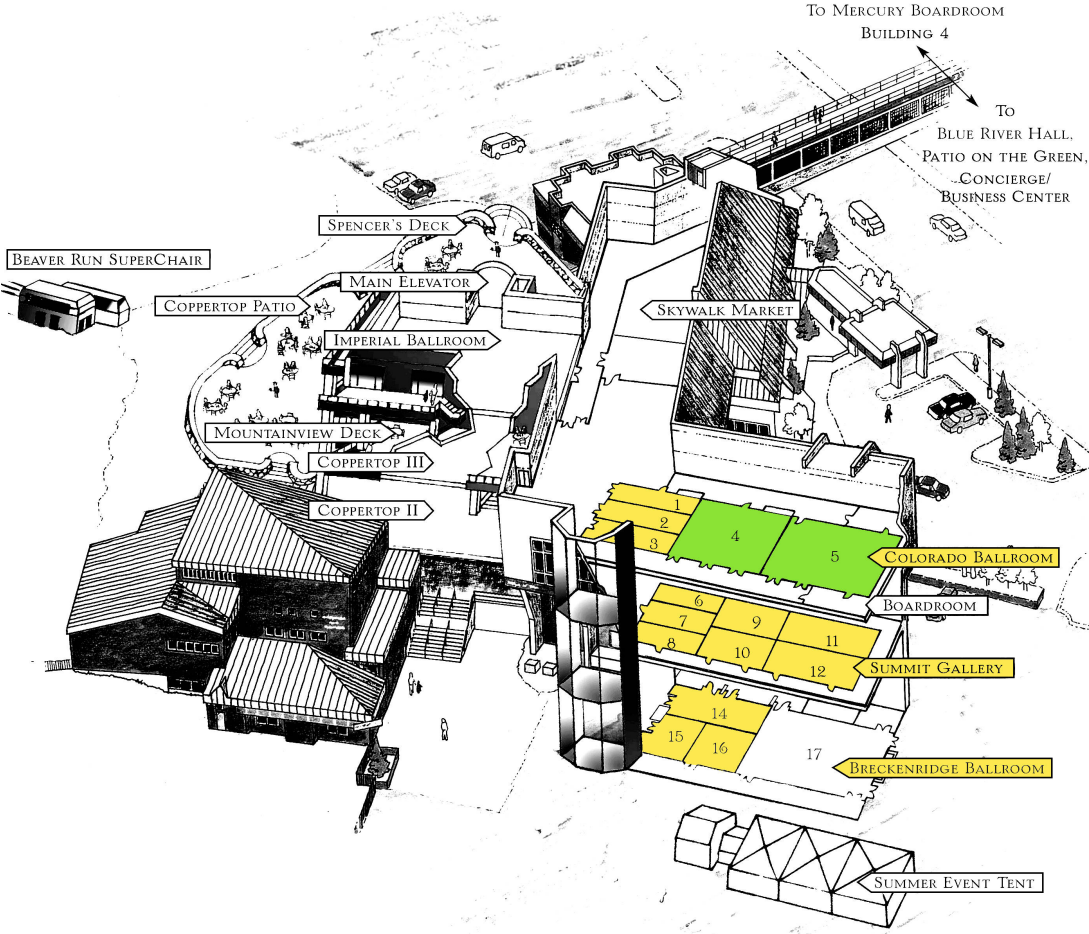 To Mercury Boardroom
Building 4
To
Blue River Hall,
Patio on the Green,
Concierge/
Business Center
Spencer's Deck
Beaver Run SuperChair
Main Elevator
Coppertop Patio
Skywalk Market
Imperial Ballroom
Mountainview Deck
Coppertop III
Coppertop II
1
2
3
4
5
Colorado Ballroom
Boardroom
6
7
8
9
10
11
12
Summit Gallery
14
15
16
17
Breckenridge Ballroom
Summer Event Tent